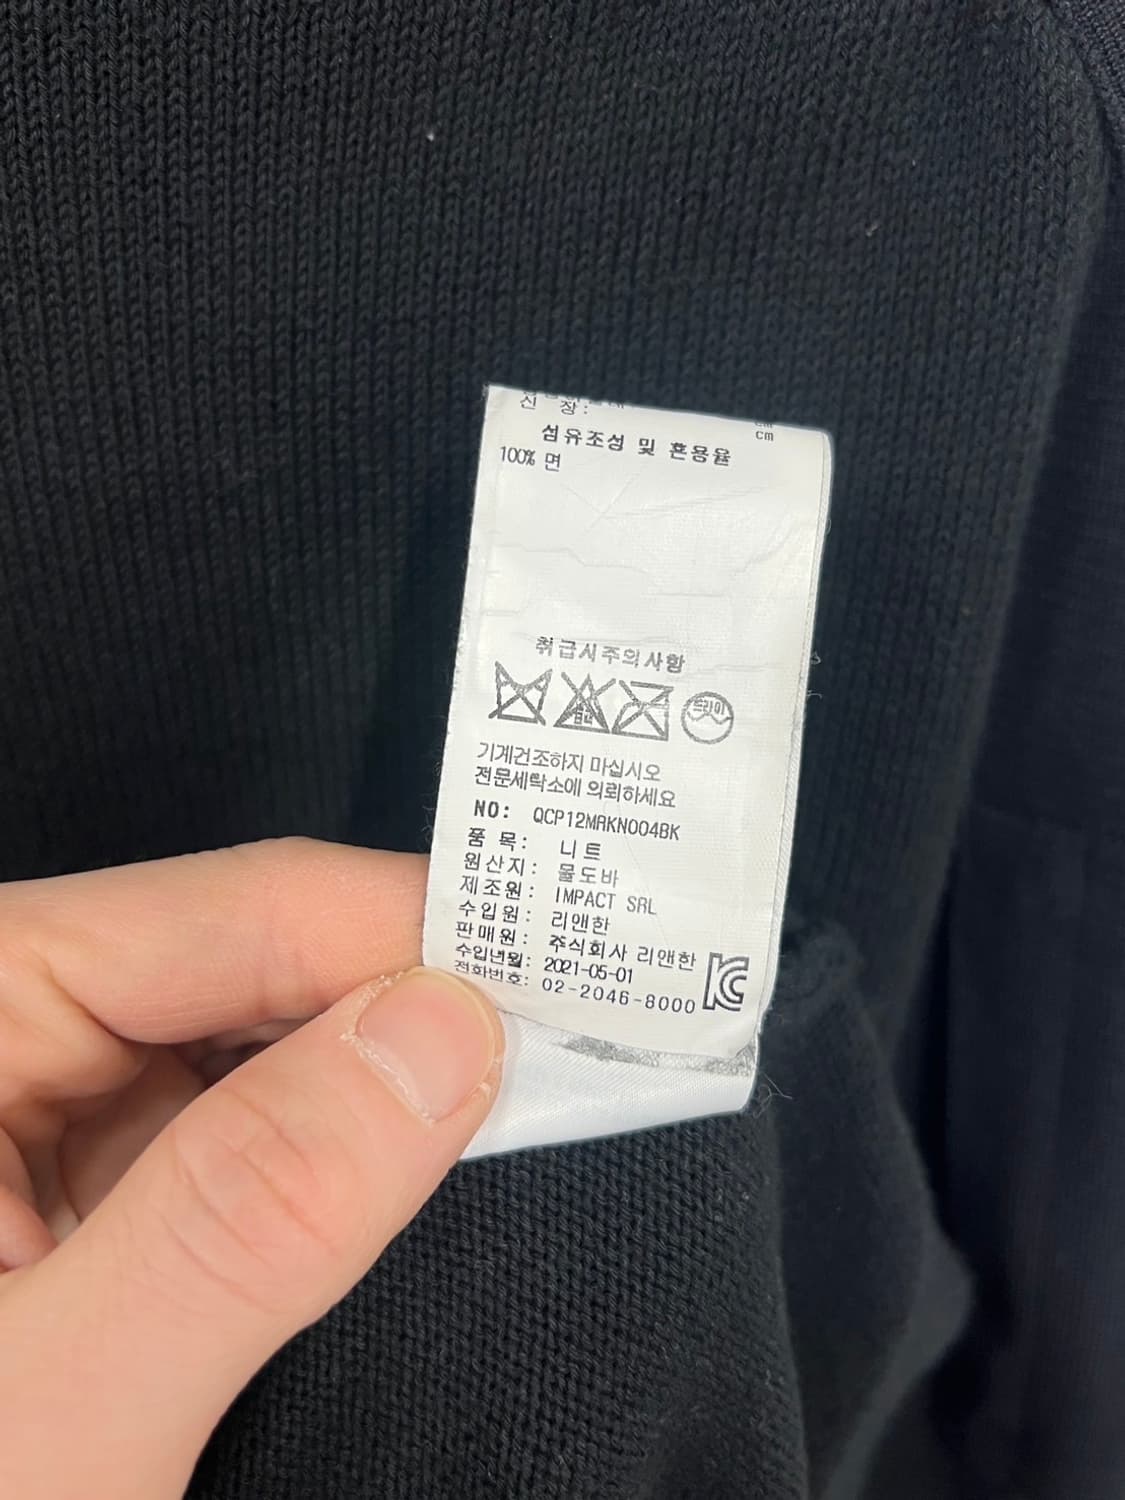 신 장: cm
섬유조성 및 혼용율
100% 면
취급시주의사항
드라이
기계건조하지 마십시오
전문세탁소에 의뢰하세요
NO: QCP12MAKN004BK
품 목: 니트
원산지: 몰도바
제조원: IMPACT SRL
수입원: 리앤한
판매원: 주식회사 리앤한
수입년월: 2021-05-01
전화번호: 02-2046-8000